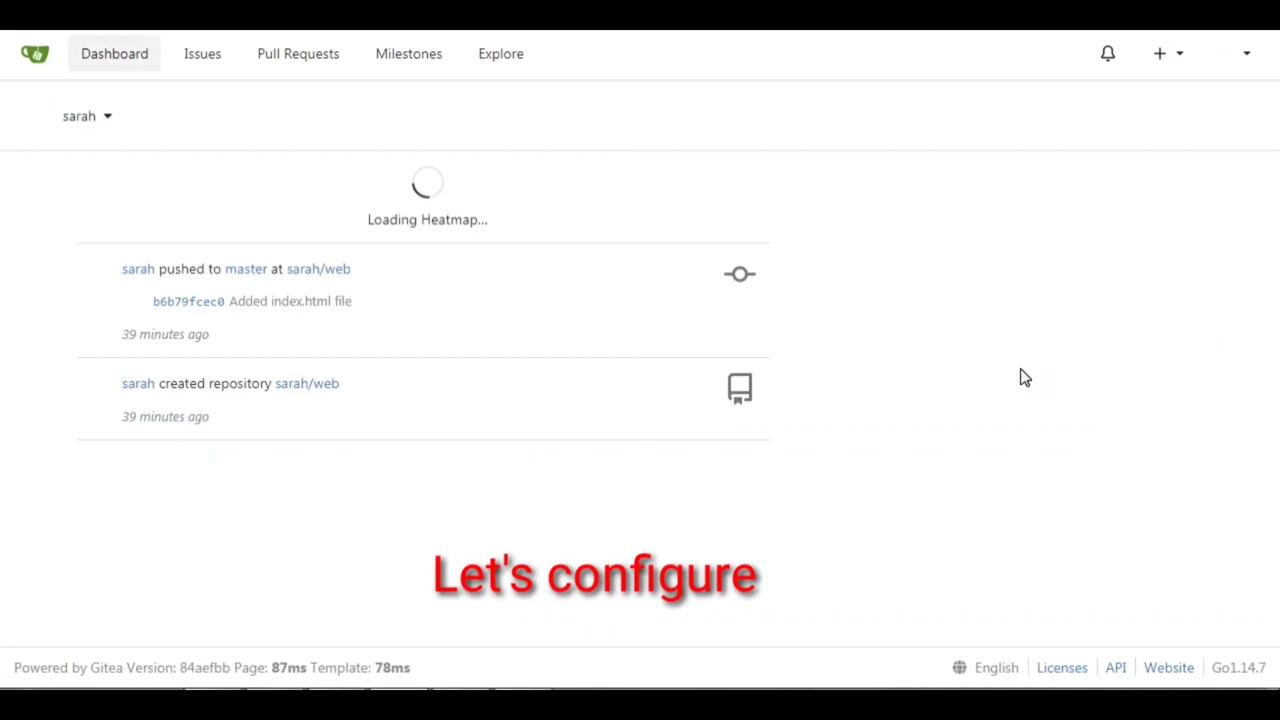 Dashboard Issues Pull Requests Milestones Explore
sarah
Loading Heatmap...
sarah pushed to master at sarah/web
b6b79fcec0 Added index.html file
39 minutes ago
sarah created repository sarah/web
39 minutes ago
Let's configure
Powered by Gitea Version: 84aefbb Page: 87ms Template: 78ms English Licenses API Website Go1.14.7